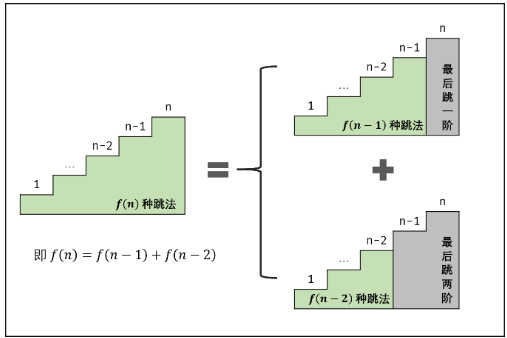 n
n-1
n-2
...
1
f(n) 种跳法
即 f(n) = f(n − 1) + f(n − 2)
=
n
n-1
n-2
...
1
f(n − 1) 种跳法
最后跳一阶
+
n
n-1
n-2
...
1
f(n − 2) 种跳法
最后跳两阶